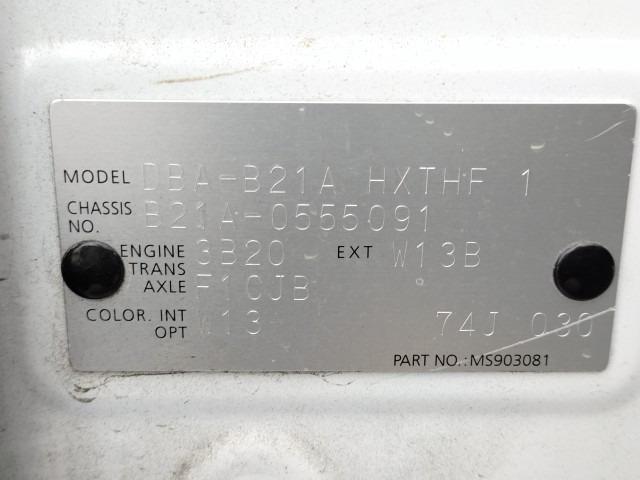 MODEL DBA-B21A HXTHF 1
CHASSIS NO. B21A-0555091
ENGINE 3B20 EXT W13B
TRANS AXLE F1CJB
COLOR. INT OPT W13 74J 030
PART NO.: MS903081